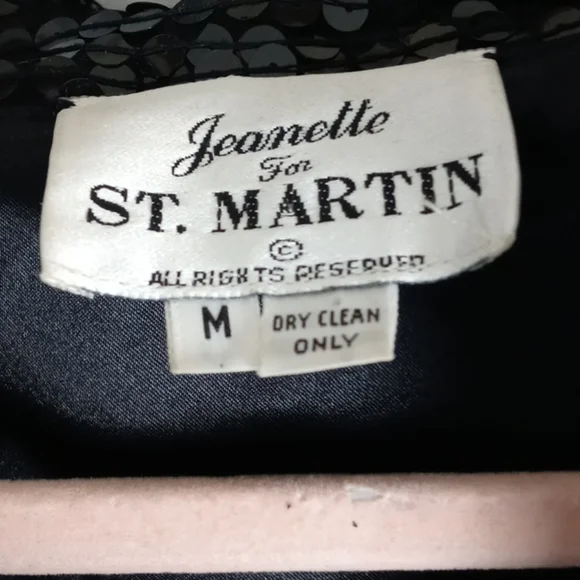 Jeanette
For
ST. MARTIN
©
ALL RIGHTS RESERVED
M
DRY CLEAN
ONLY